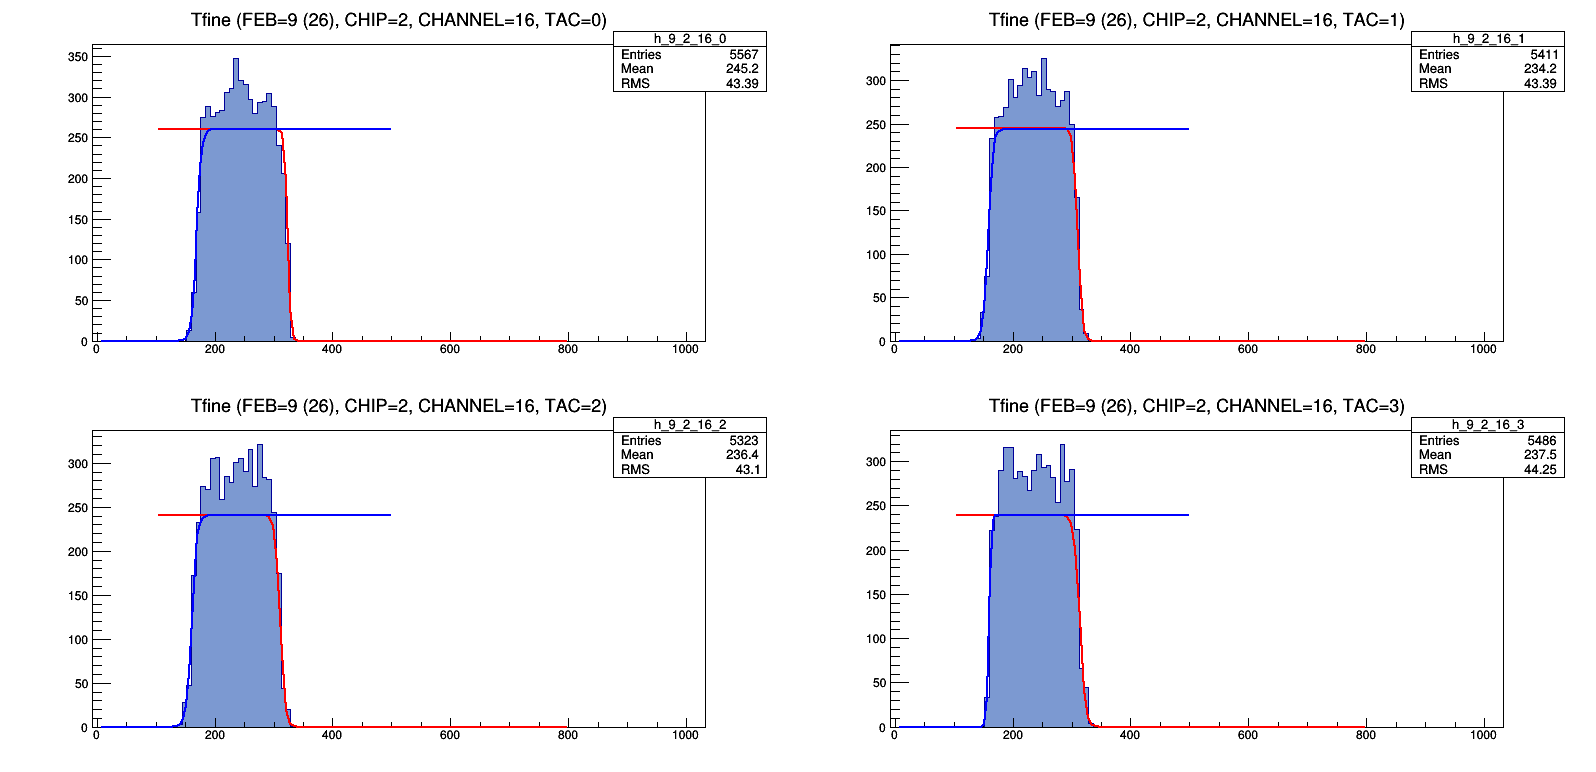 Tfine (FEB=9 (26), CHIP=2, CHANNEL=16, TAC=0)
h_9_2_16_0
Entries 5567
Mean 245.2
RMS 43.39
350
300
250
200
150
100
50
0
0 200 400 600 800 1000
Tfine (FEB=9 (26), CHIP=2, CHANNEL=16, TAC=1)
h_9_2_16_1
Entries 5411
Mean 234.2
RMS 43.39
300
250
200
150
100
50
0
0 200 400 600 800 1000
Tfine (FEB=9 (26), CHIP=2, CHANNEL=16, TAC=2)
h_9_2_16_2
Entries 5323
Mean 236.4
RMS 43.1
300
250
200
150
100
50
0
0 200 400 600 800 1000
Tfine (FEB=9 (26), CHIP=2, CHANNEL=16, TAC=3)
h_9_2_16_3
Entries 5486
Mean 237.5
RMS 44.25
300
250
200
150
100
50
0
0 200 400 600 800 1000